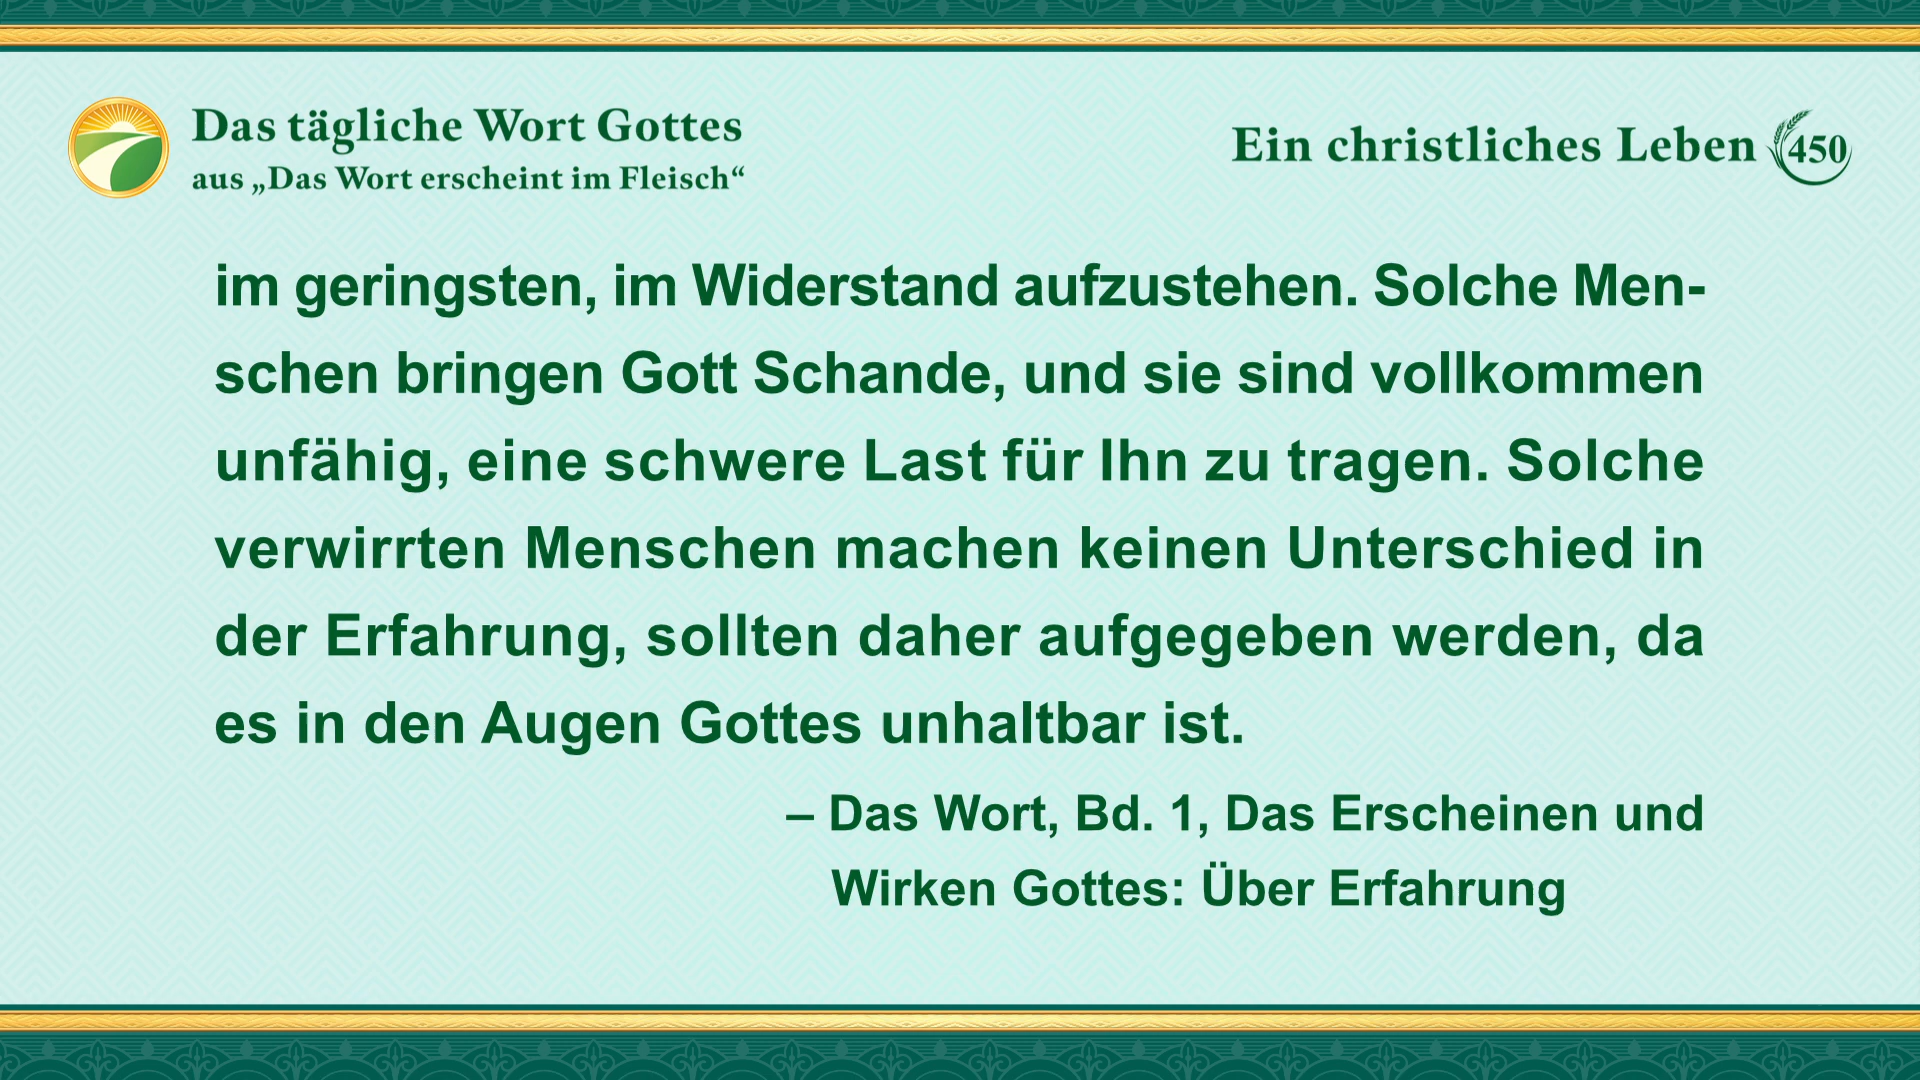 Das tägliche Wort Gottes
aus „Das Wort erscheint im Fleisch“
Ein christliches Leben 450
im geringsten, im Widerstand aufzustehen. Solche Men-
schen bringen Gott Schande, und sie sind vollkommen
unfähig, eine schwere Last für Ihn zu tragen. Solche
verwirrten Menschen machen keinen Unterschied in
der Erfahrung, sollten daher aufgegeben werden, da
es in den Augen Gottes unhaltbar ist.
– Das Wort, Bd. 1, Das Erscheinen und
Wirken Gottes: Über Erfahrung